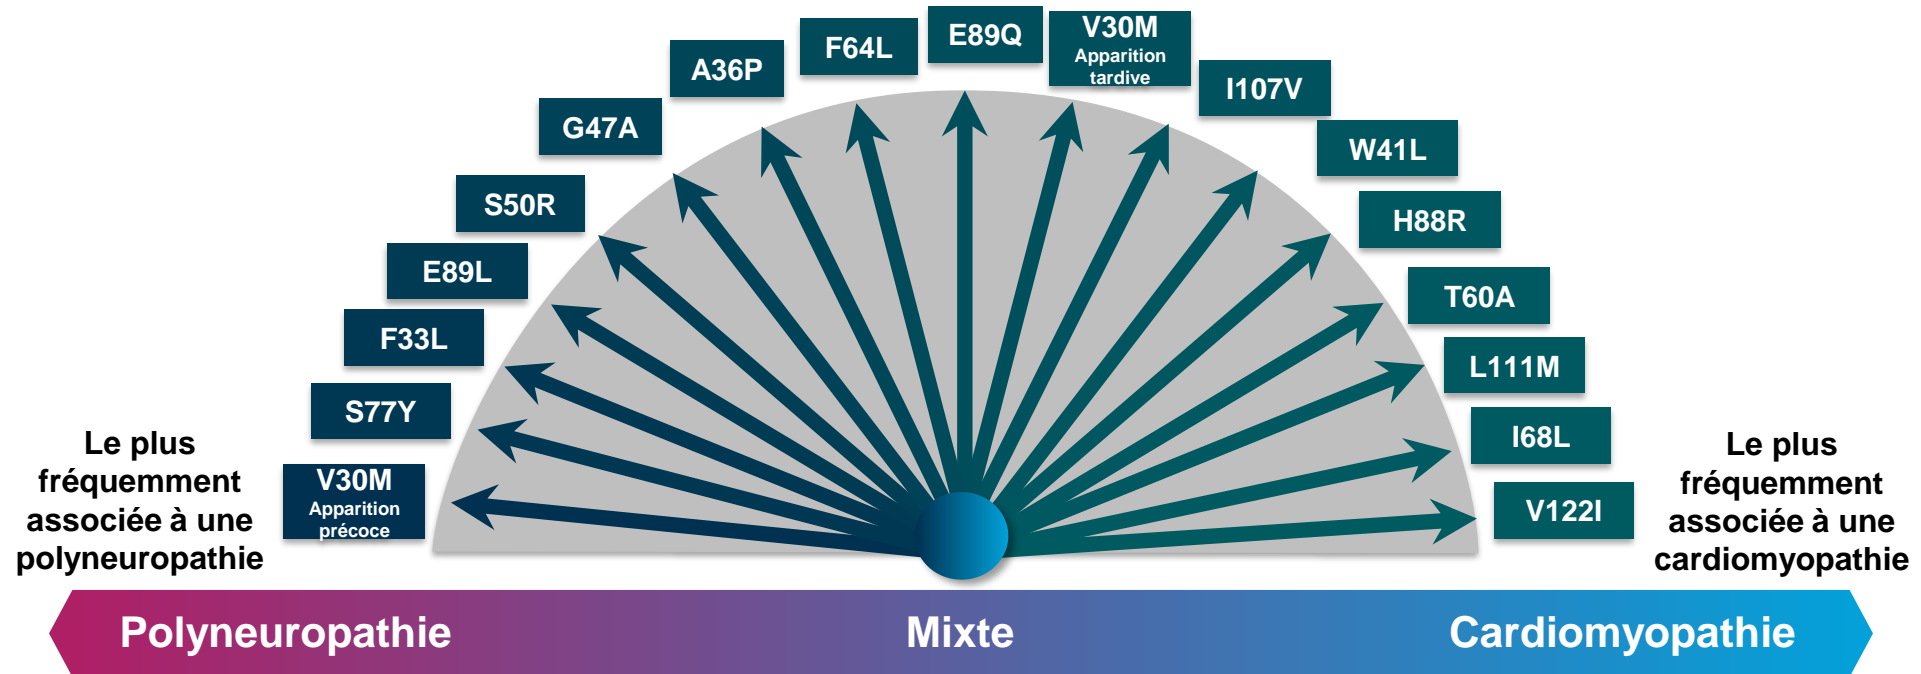 E89Q
V30M
Apparition
tardive
F64L
A36P
I107V
G47A
W41L
S50R
H88R
E89L
T60A
F33L
L111M
S77Y
I68L
Le plus
fréquemment
associée à une
polyneuropathie
V30M
Apparition
précoce
V122I
Le plus
fréquemment
associée à une
cardiomyopathie
Polyneuropathie
Mixte
Cardiomyopathie